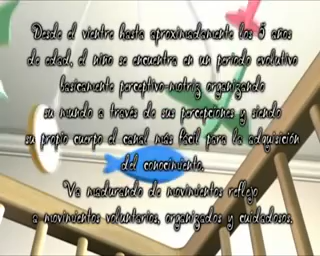 Desde el vientre hasta aproximadamente los 5 años
de edad, el niño se encuentra en un periodo evolutivo
basicamente perceptivo-motriz organizando
su mundo a través de sus percepciones y siendo
su propio cuerpo el canal más fácil para la adquisición
del conocimiento.
Va madurando de movimientos reflejo
a movimientos voluntarios, organizados y cuidadosos.